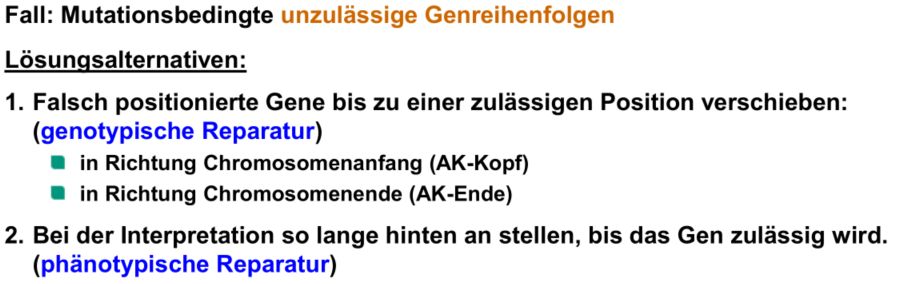 Fall: Mutationsbedingte unzulässige Genreihenfolgen
Lösungsalternativen:
1. Falsch positionierte Gene bis zu einer zulässigen Position verschieben:
(genotypische Reparatur)
in Richtung Chromosomenanfang (AK-Kopf)
in Richtung Chromosomenende (AK-Ende)
2. Bei der Interpretation so lange hinten an stellen, bis das Gen zulässig wird.
(phänotypische Reparatur)